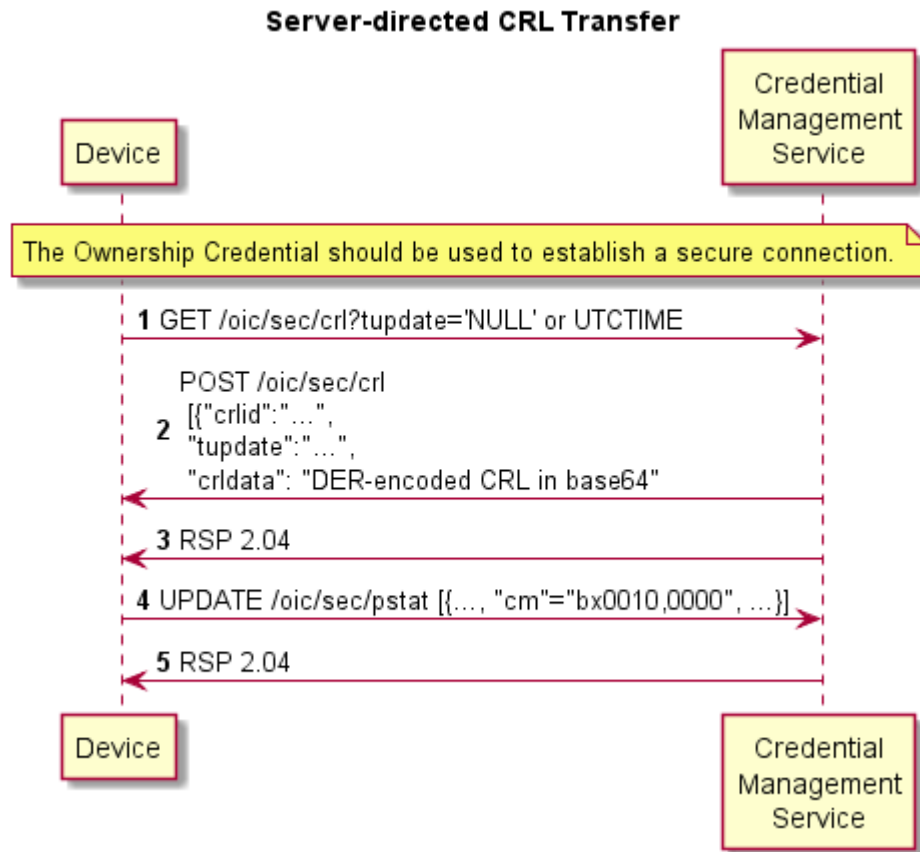 Server-directed CRL Transfer
Device
Credential
Management
Service
The Ownership Credential should be used to establish a secure connection.
1 GET /oic/sec/crl?tupdate='NULL' or UTCTIME
POST /oic/sec/crl
[{"crlid":"...",
2
"tupdate":"...",
"crldata": "DER-encoded CRL in base64"
3 RSP 2.04
4 UPDATE /oic/sec/pstat [{..., "cm"="bx0010,0000", ...}]
5 RSP 2.04
Device
Credential
Management
Service